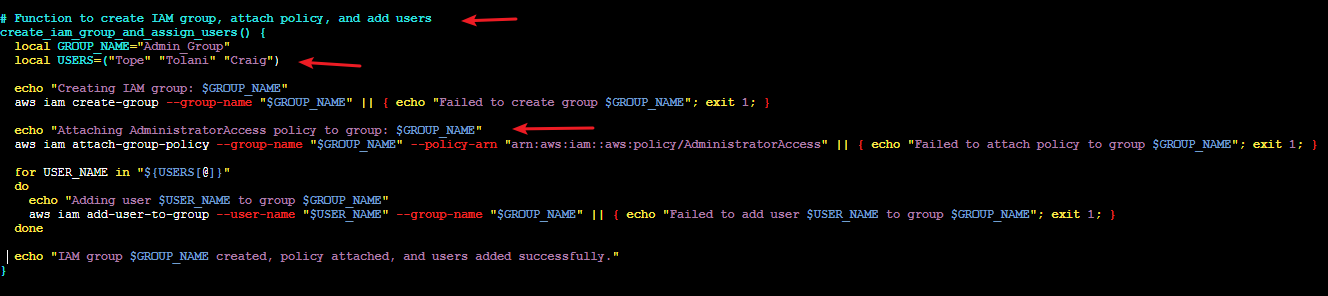 # Function to create IAM group, attach policy, and add users
create_iam_group_and_assign_users() {
  local GROUP_NAME="Admin_Group"
  local USERS=("Tope" "Tolani" "Craig")

  echo "Creating IAM group: $GROUP_NAME"
  aws iam create-group --group-name "$GROUP_NAME" || { echo "Failed to create group $GROUP_NAME"; exit 1; }

  echo "Attaching AdministratorAccess policy to group: $GROUP_NAME"
  aws iam attach-group-policy --group-name "$GROUP_NAME" --policy-arn "arn:aws:iam::aws:policy/AdministratorAccess" || { echo "Failed to attach policy to group $GROUP_NAME"; exit 1; }

  for USER_NAME in "${USERS[@]}"
  do
    echo "Adding user $USER_NAME to group $GROUP_NAME"
    aws iam add-user-to-group --user-name "$USER_NAME" --group-name "$GROUP_NAME" || { echo "Failed to add user $USER_NAME to group $GROUP_NAME"; exit 1; }
  done

  echo "IAM group $GROUP_NAME created, policy attached, and users added successfully."
}